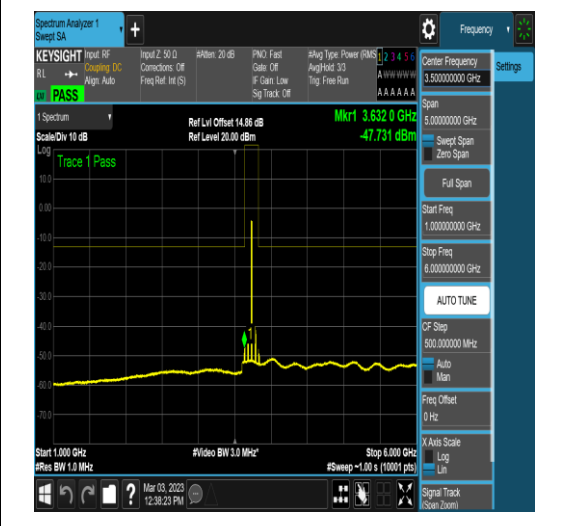 Spectrum Analyzer 1
Swept SA
+
Frequency
KEYSIGHT
RL
PASS
Input: RF
Coupling: DC
Align: Auto
Input Z: 50 Ω
Corrections: Off
Freq Ref: Int (S)
#Atten: 20 dB
PNO: Fast
Gate: Off
IF Gain: Low
Sig Track: Off
#Avg Type: Power (RMS
Avg|Hold: 3/3
Trig: Free Run
1 2 3 4 5 6
A W W W W W
A A A A A A
1 Spectrum
Scale/Div 10 dB
Ref Lvl Offset 14.86 dB
Ref Level 20.00 dBm
Mkr1 3.632 0 GHz
-47.731 dBm
Log
Trace 1 Pass
10.0
0.00
-10.0
-20.0
-30.0
-40.0
-50.0
-60.0
-70.0
1
Start 1.000 GHz
#Res BW 1.0 MHz
#Video BW 3.0 MHz*
Stop 6.000 GHz
#Sweep ~1.00 s (10001 pts)
Mar 03, 2023
12:38:23 PM
?
Center Frequency
3.500000000 GHz
Settings
Span
5.00000000 GHz
Swept Span
Zero Span
Full Span
Start Freq
1.000000000 GHz
Stop Freq
6.000000000 GHz
AUTO TUNE
CF Step
500.000000 MHz
Auto
Man
Freq Offset
0 Hz
X Axis Scale
Log
Lin
Signal Track
(Span Zoom)